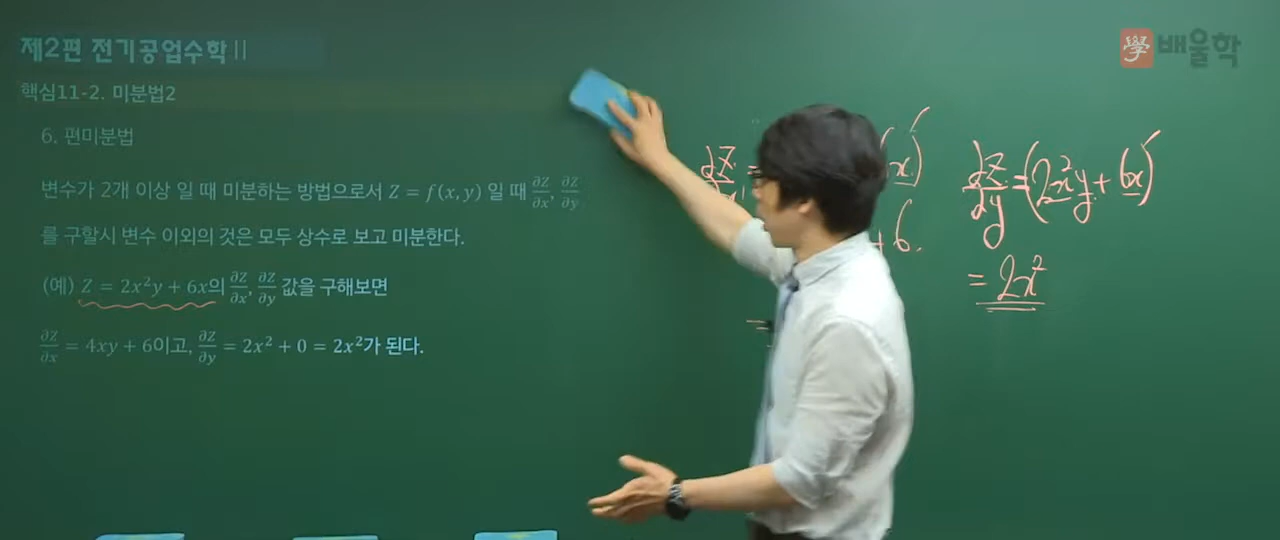 제2편 전기공업수학 II
學 배울학
핵심11-2. 미분법2
6. 편미분법
변수가 2개 이상 일 때 미분하는 방법으로서 Z = f(x, y) 일 때 ∂Z/∂x, ∂Z/∂y
를 구할시 변수 이외의 것은 모두 상수로 보고 미분한다.
(예) Z = 2x²y + 6x의 ∂Z/∂x, ∂Z/∂y 값을 구해보면
∂Z/∂x = 4xy + 6이고, ∂Z/∂y = 2x² + 0 = 2x²가 된다.
∂Z/∂x =
x)′
+ 6.
∂Z/∂y = (2x²y + 6x)′
= 2x²